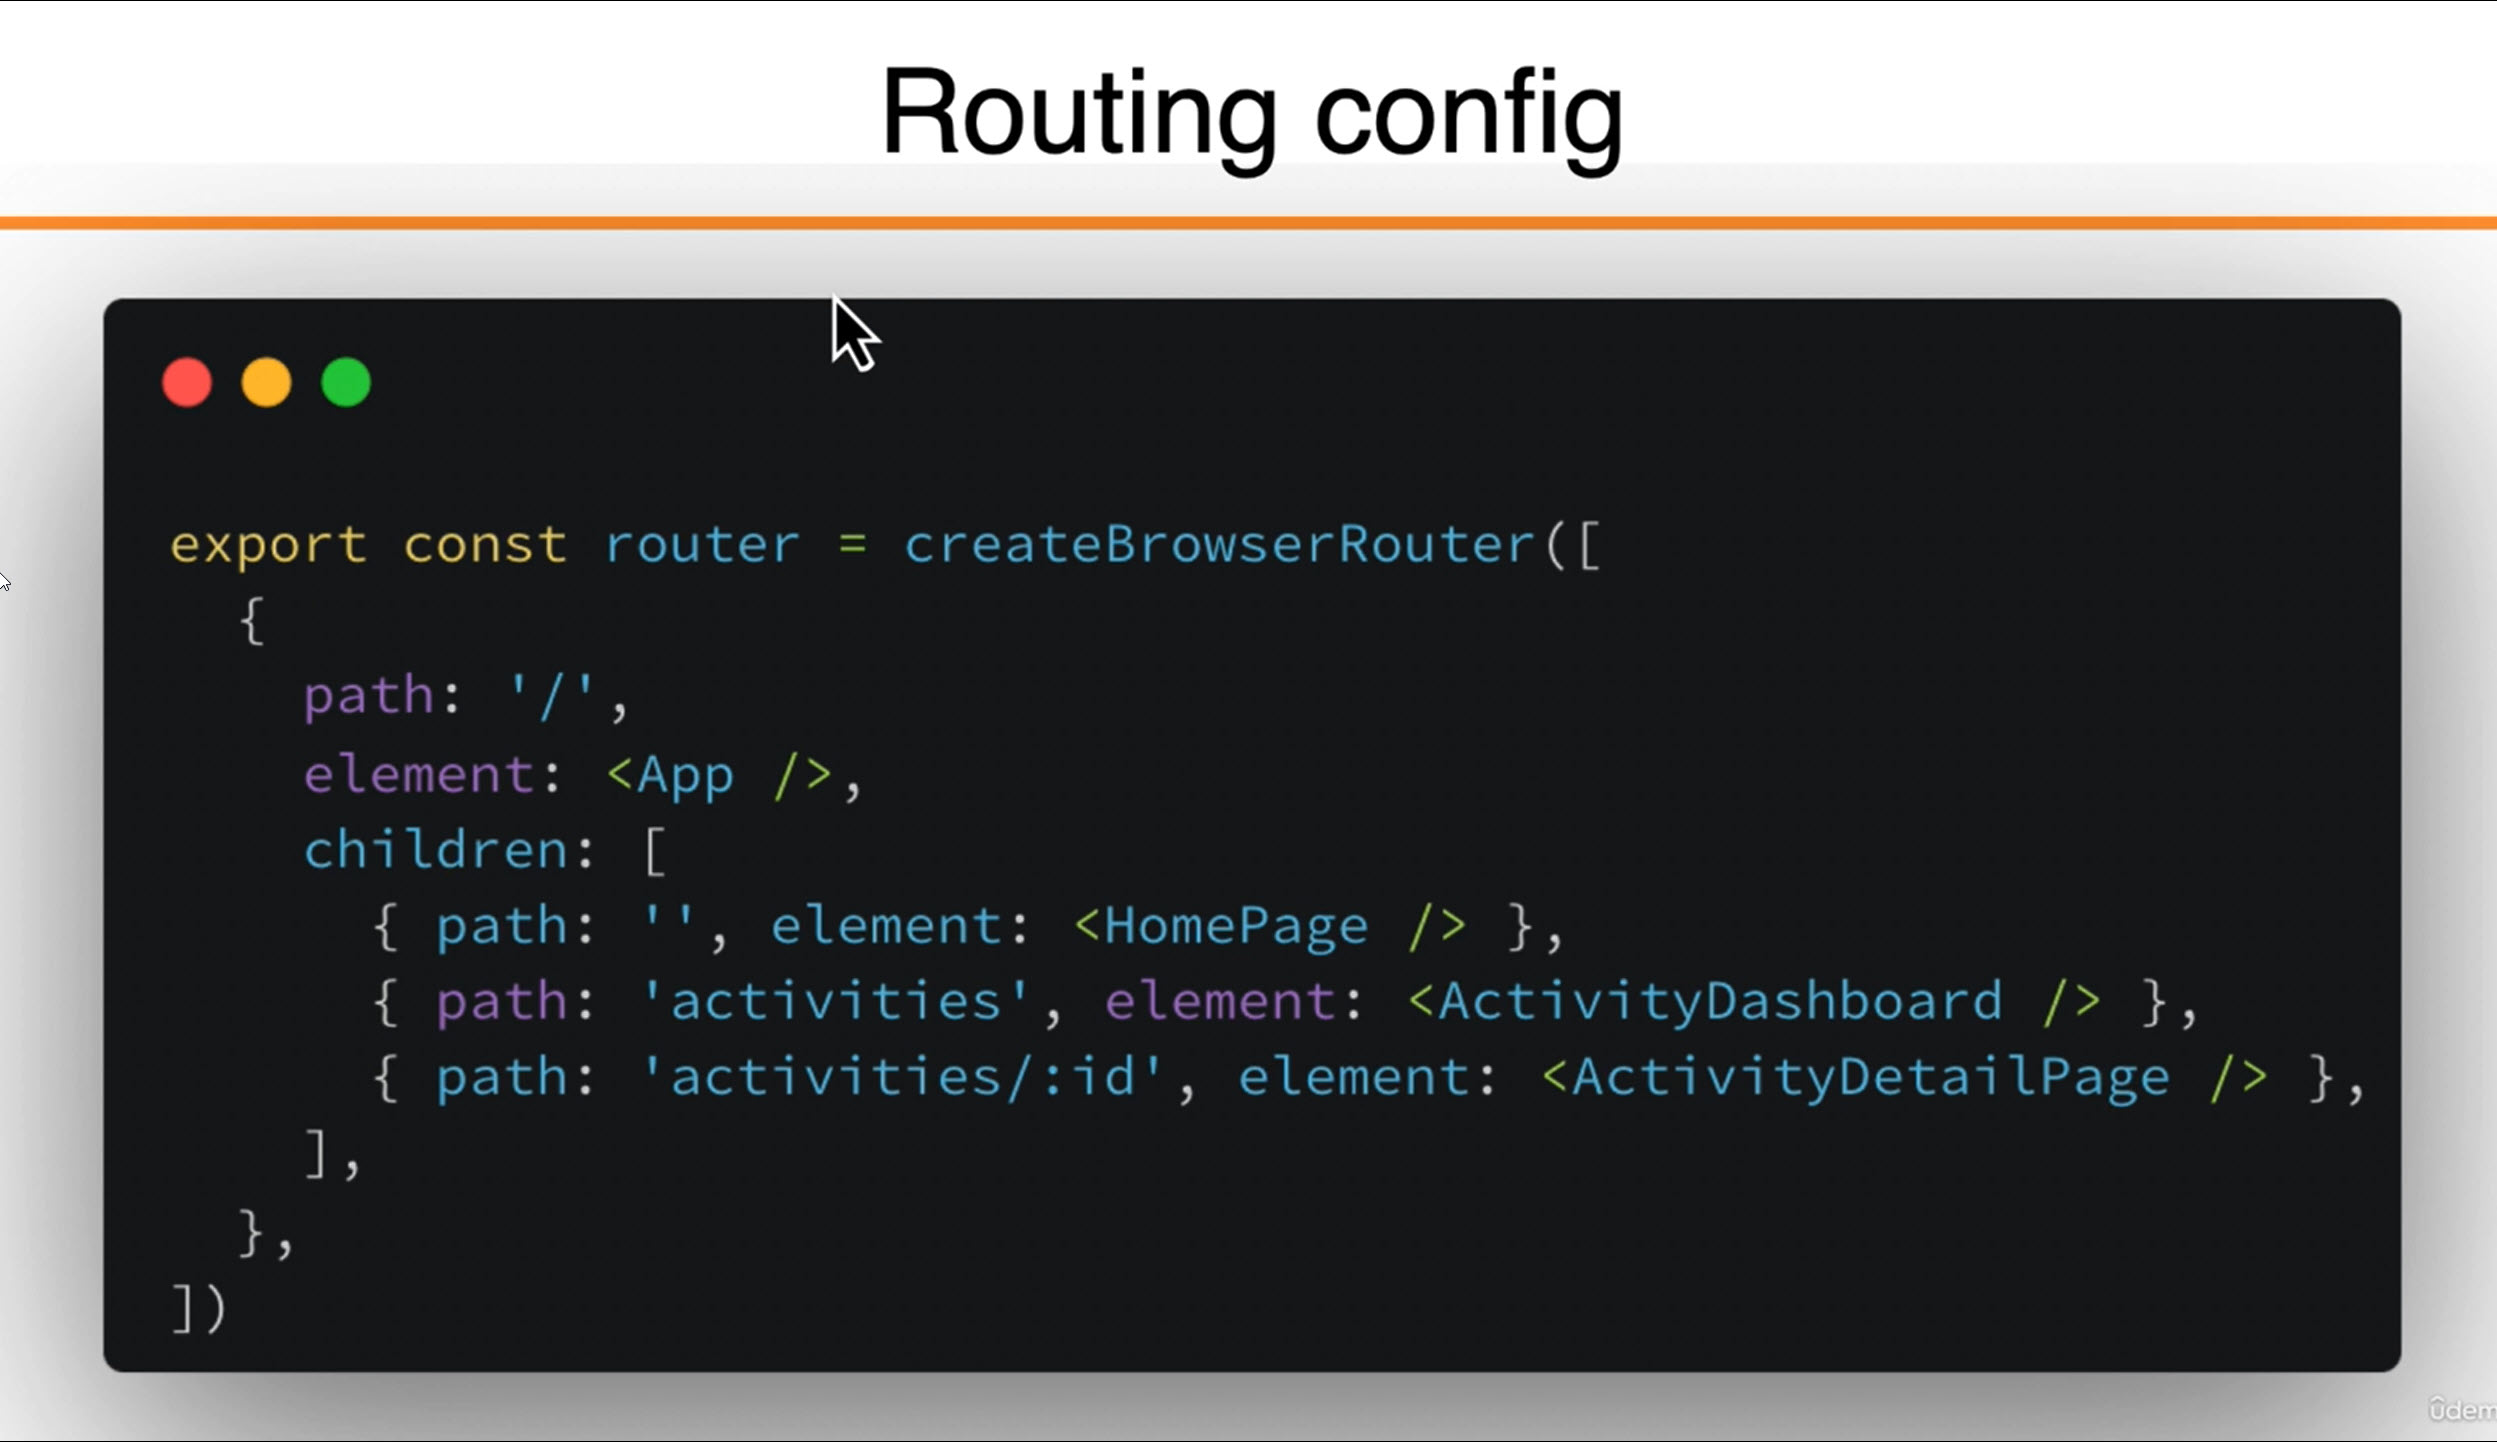 Routing config
export const router = createBrowserRouter([
  {
    path: '/',
    element: <App />,
    children: [
      { path: '', element: <HomePage /> },
      { path: 'activities', element: <ActivityDashboard /> },
      { path: 'activities/:id', element: <ActivityDetailPage /> },
    ],
  },
])
ûdem